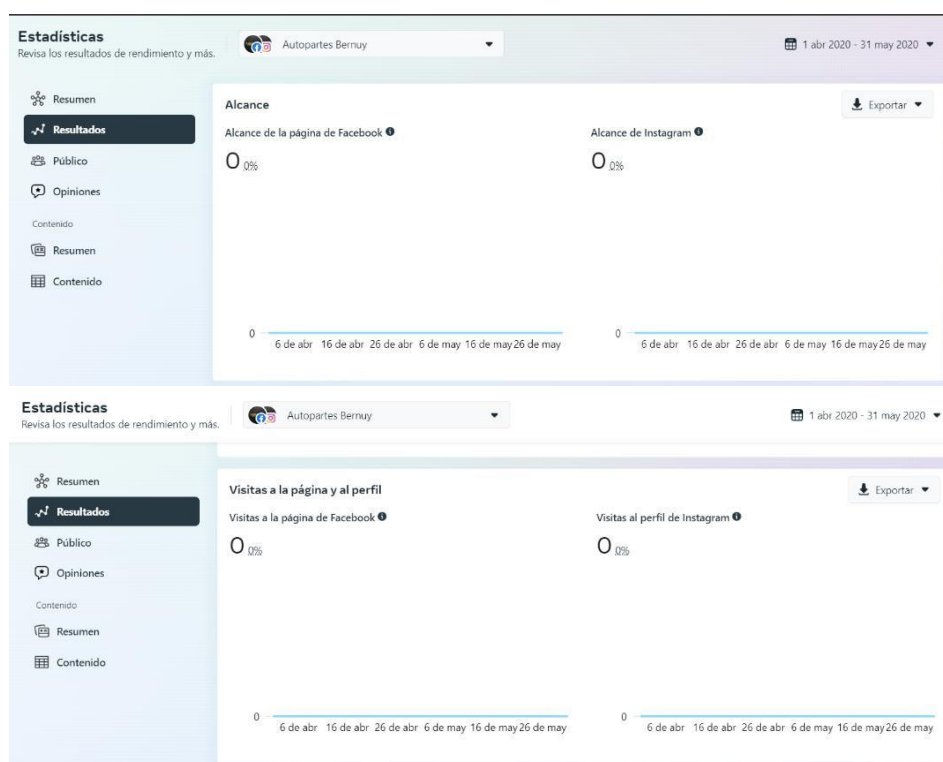 Estadísticas
Revisa los resultados de rendimiento y más.
Autopartes Bernuy
1 abr 2020 - 31 may 2020
Resumen
Resultados
Público
Opiniones
Contenido
Resumen
Contenido
Alcance
Exportar
Alcance de la página de Facebook
0 0%
0
6 de abr 16 de abr 26 de abr 6 de may 16 de may 26 de may
Alcance de Instagram
0 0%
0
6 de abr 16 de abr 26 de abr 6 de may 16 de may 26 de may
Estadísticas
Revisa los resultados de rendimiento y más.
Autopartes Bernuy
1 abr 2020 - 31 may 2020
Resumen
Resultados
Público
Opiniones
Contenido
Resumen
Contenido
Visitas a la página y al perfil
Exportar
Visitas a la página de Facebook
0 0%
0
6 de abr 16 de abr 26 de abr 6 de may 16 de may 26 de may
Visitas al perfil de Instagram
0 0%
0
6 de abr 16 de abr 26 de abr 6 de may 16 de may 26 de may